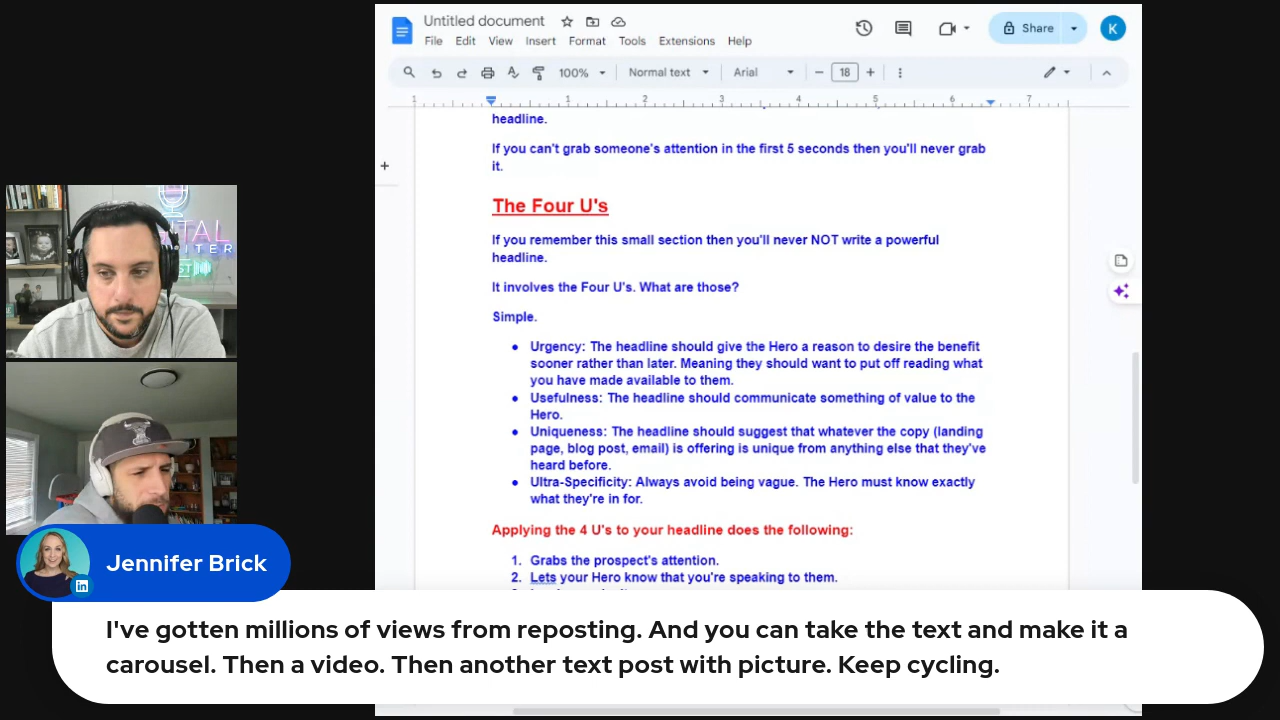 Untitled document
File Edit View Insert Format Tools Extensions Help
Share
K
100% Normal text Arial 18
1 1 2 3 4 5 6 7
headline.
If you can't grab someone's attention in the first 5 seconds then you'll never grab
it.
The Four U's
If you remember this small section then you'll never NOT write a powerful
headline.
It involves the Four U's. What are those?
Simple.
• Urgency: The headline should give the Hero a reason to desire the benefit
sooner rather than later. Meaning they should want to put off reading what
you have made available to them.
• Usefulness: The headline should communicate something of value to the
Hero.
• Uniqueness: The headline should suggest that whatever the copy (landing
page, blog post, email) is offering is unique from anything else that they've
heard before.
• Ultra-Specificity: Always avoid being vague. The Hero must know exactly
what they're in for.
Applying the 4 U's to your headline does the following:
1. Grabs the prospect's attention.
2. Lets your Hero know that you're speaking to them.
Jennifer Brick
in
I've gotten millions of views from reposting. And you can take the text and make it a
carousel. Then a video. Then another text post with picture. Keep cycling.